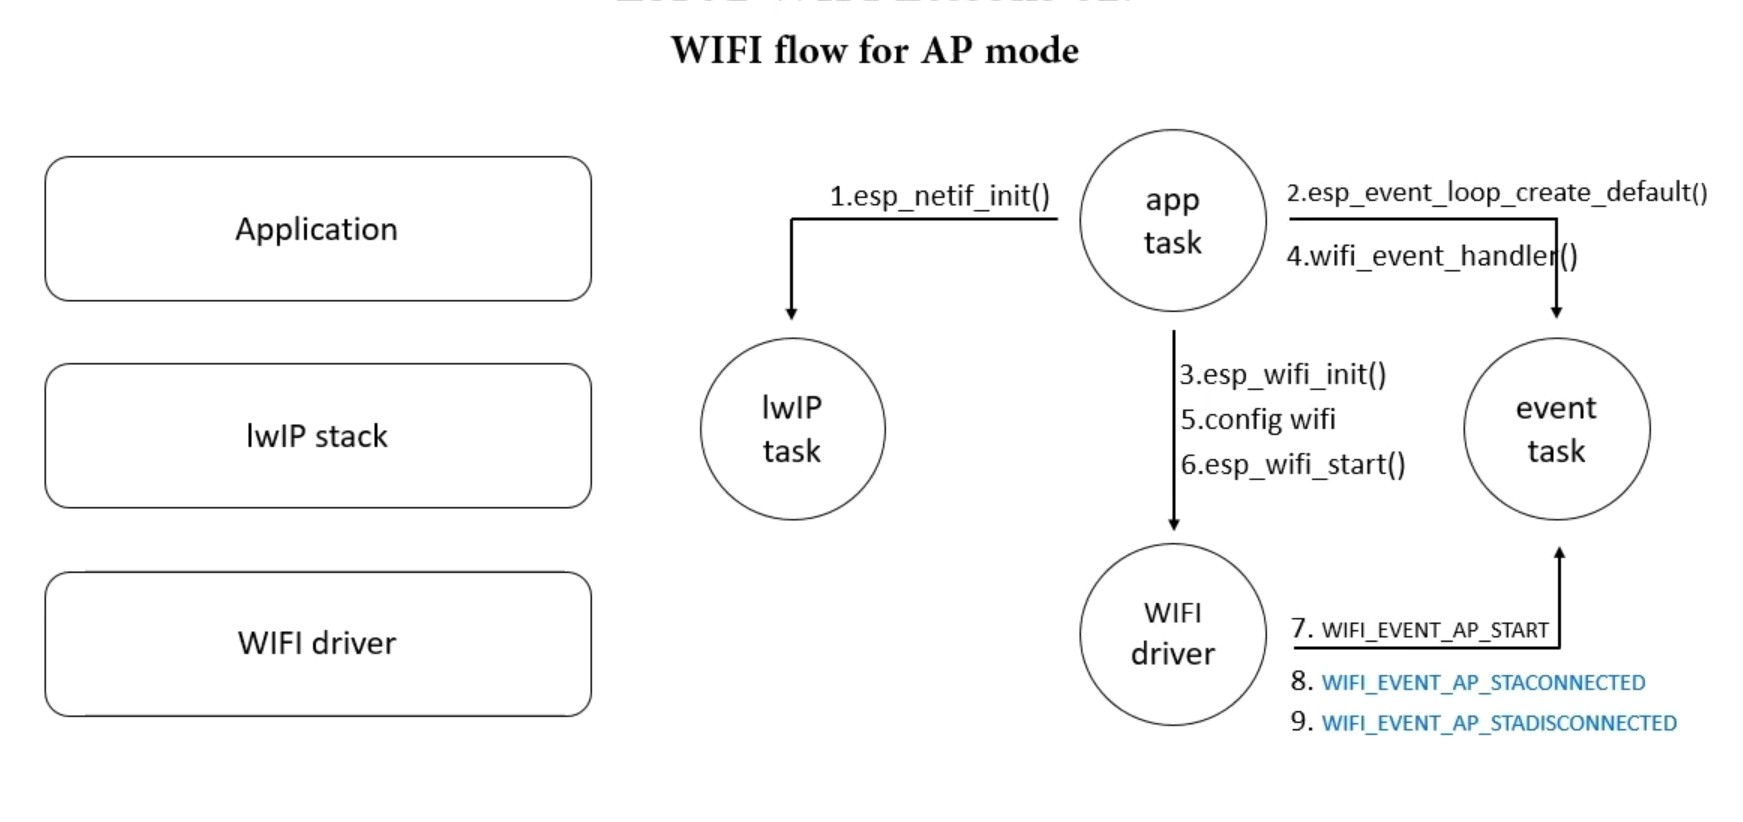 WIFI flow for AP mode
Application
lwIP stack
WIFI driver
1.esp_netif_init()
app
task
2.esp_event_loop_create_default()
4.wifi_event_handler()
lwIP
task
3.esp_wifi_init()
5.config wifi
6.esp_wifi_start()
event
task
WIFI
driver
7. WIFI_EVENT_AP_START
8. WIFI_EVENT_AP_STACONNECTED
9. WIFI_EVENT_AP_STADISCONNECTED